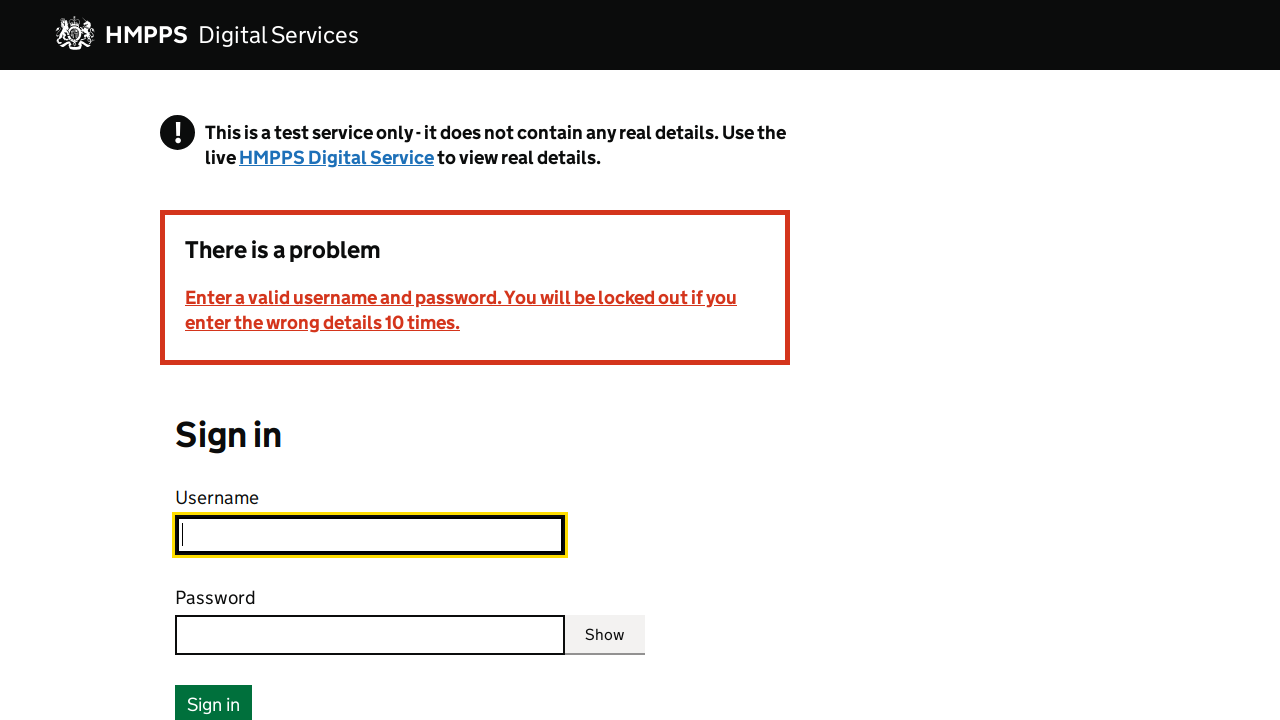 HMPPS Digital Services
This is a test service only - it does not contain any real details. Use the
live HMPPS Digital Service to view real details.
There is a problem
Enter a valid username and password. You will be locked out if you
enter the wrong details 10 times.
Sign in
Username
Password
Show
Sign in